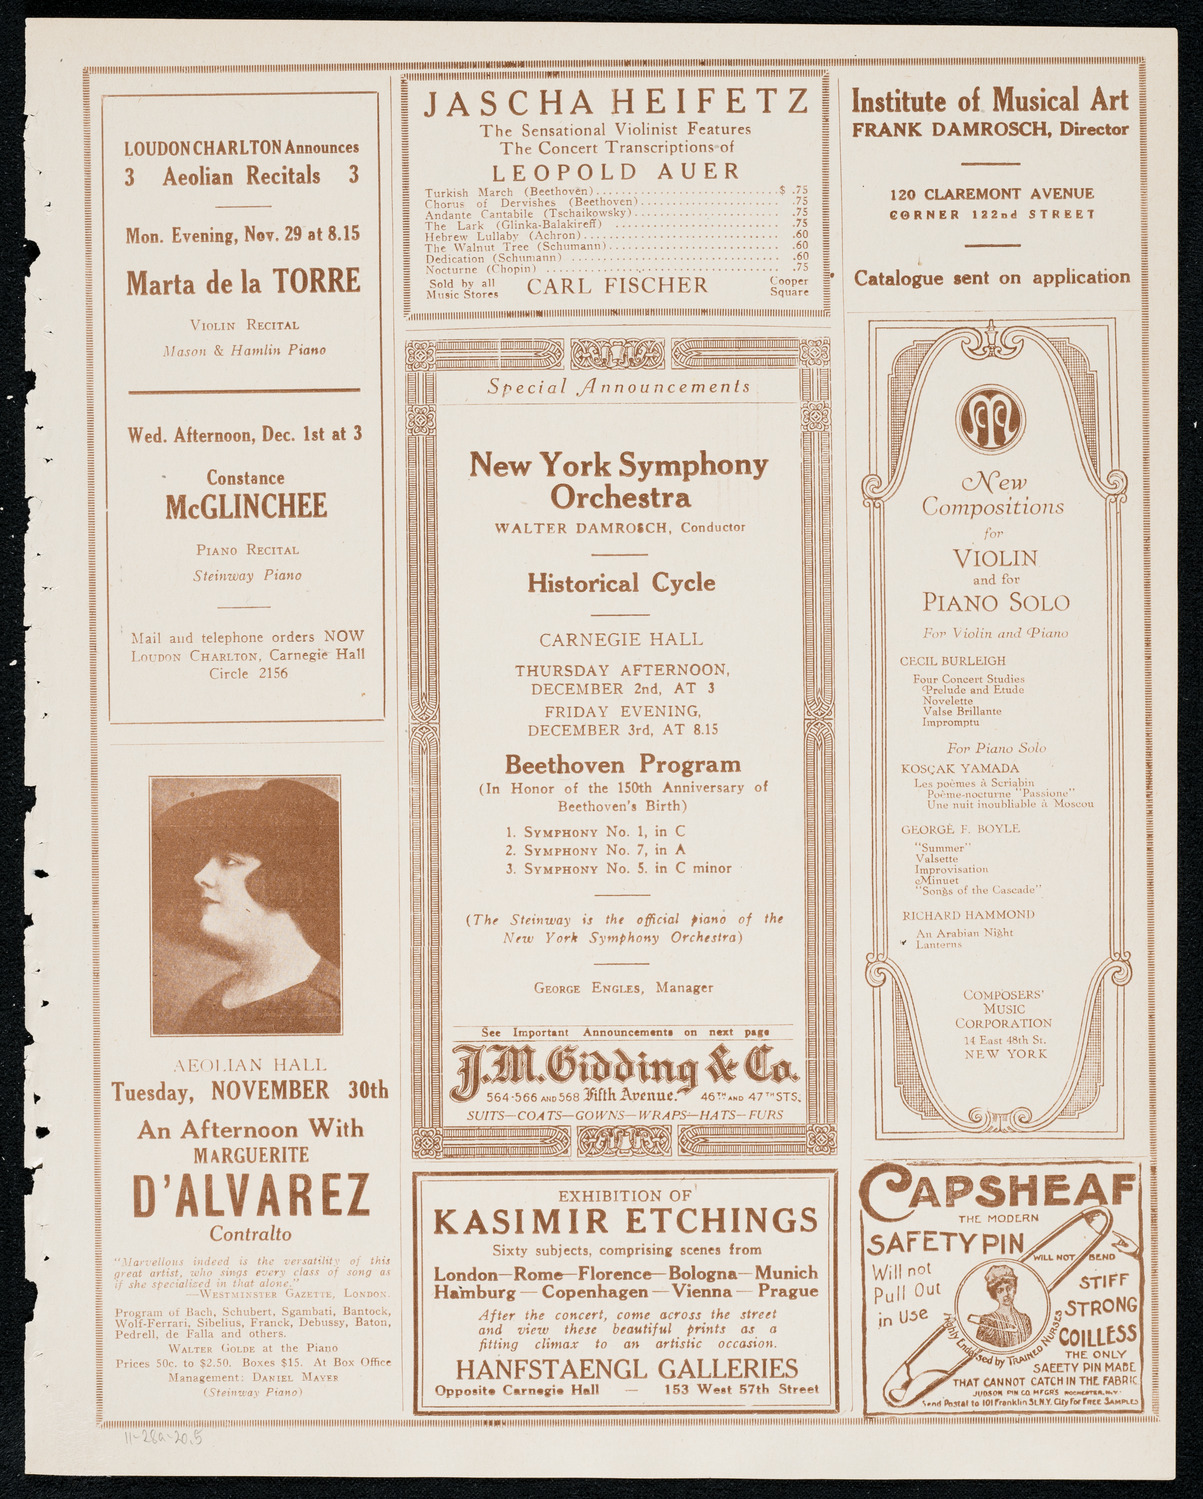 LOUDON CHARLTON Announces
3 Aeolian Recitals 3
Mon. Evening, Nov. 29 at 8.15
Marta de la TORRE
VIOLIN RECITAL
Mason & Hamlin Piano
Wed. Afternoon, Dec. 1st at 3
Constance
McGLINCHEE
PIANO RECITAL
Steinway Piano
Mail and telephone orders NOW
LOUDON CHARLTON, Carnegie Hall
Circle 2156
AEOLIAN HALL
Tuesday, NOVEMBER 30th
An Afternoon With
MARGUERITE
D'ALVAREZ
Contralto
"Marvellous indeed is the versatility of this
great artist, who sings every class of song as
if she specialized in that alone."
—WESTMINSTER GAZETTE, LONDON.
Program of Bach, Schubert, Sgambati, Bantock,
Wolf-Ferrari, Sibelius, Franck, Debussy, Baton,
Pedrell, de Falla and others.
WALTER GOLDE at the Piano
Prices 50c. to $2.50. Boxes $15. At Box Office
Management: DANIEL MAYER
(Steinway Piano)
11-28a-20.5
JASCHA HEIFETZ
The Sensational Violinist Features
The Concert Transcriptions of
LEOPOLD AUER
Turkish March (Beethoven)..............................$ .75
Chorus of Dervishes (Beethoven)........................ .75
Andante Cantabile (Tschaikowsky)....................... .75
The Lark (Glinka-Balakireff) .......................... .75
Hebrew Lullaby (Achron)................................ .60
The Walnut Tree (Schumann)............................. .60
Dedication (Schumann) ................................. .60
Nocturne (Chopin) ..................................... .75
Sold by all
Music Stores
CARL FISCHER
Cooper
Square
Special Announcements
New York Symphony
Orchestra
WALTER DAMROSCH, Conductor
Historical Cycle
CARNEGIE HALL
THURSDAY AFTERNOON,
DECEMBER 2nd, AT 3
FRIDAY EVENING,
DECEMBER 3rd, AT 8.15
Beethoven Program
(In Honor of the 150th Anniversary of
Beethoven's Birth)
1. SYMPHONY No. 1, in C
2. SYMPHONY No. 7, in A
3. SYMPHONY No. 5. in C minor
(The Steinway is the official piano of the
New York Symphony Orchestra)
GEORGE ENGLES, Manager
See Important Announcements on next page
J.M. Gidding & Co.
564-566 AND 568 Fifth Avenue. 46TH AND 47TH STS.
SUITS—COATS—GOWNS—WRAPS—HATS—FURS
EXHIBITION OF
KASIMIR ETCHINGS
Sixty subjects, comprising scenes from
London—Rome—Florence—Bologna—Munich
Hamburg—Copenhagen—Vienna—Prague
After the concert, come across the street
and view these beautiful prints as a
fitting climax to an artistic occasion.
HANFSTAENGL GALLERIES
Opposite Carnegie Hall — 153 West 57th Street
Institute of Musical Art
FRANK DAMROSCH, Director
120 CLAREMONT AVENUE
CORNER 122nd STREET
Catalogue sent on application
M
New
Compositions
for
VIOLIN
and for
PIANO SOLO
For Violin and Piano
CECIL BURLEIGH
Four Concert Studies
Prelude and Etude
Novelette
Valse Brillante
Impromptu
For Piano Solo
KOSÇAK YAMADA
Les poèmes à Scriabin
Poème-nocturne "Passione"
Une nuit inoubliable à Moscou
GEORGE F. BOYLE
"Summer"
Valsette
Improvisation
Minuet
"Songs of the Cascade"
RICHARD HAMMOND
An Arabian Night
Lanterns
COMPOSERS'
MUSIC
CORPORATION
14 East 48th St.
NEW YORK
CAPSHEAF
THE MODERN
SAFETY PIN
WILL NOT BEND
Will not
Pull Out
in Use
STIFF
STRONG
COILLESS
Highly Endorsed by TRAINED NURSES
THE ONLY
SAFETY PIN MADE
THAT CANNOT CATCH IN THE FABRIC
JUDSON PIN CO. MFGRS ROCHESTER, N.Y.
Send Postal to 101 Franklin St. N.Y. City For FREE SAMPLES